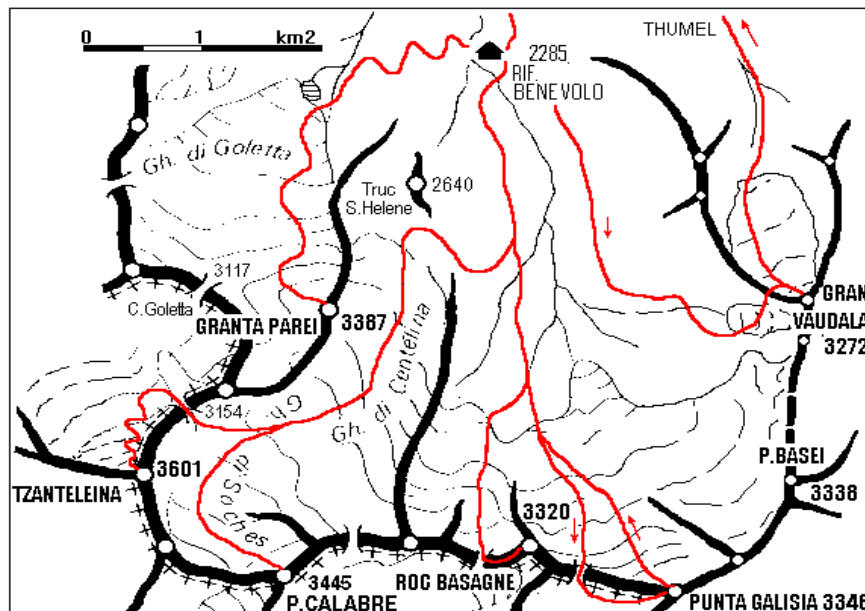 0 1 km2
THUMEL
2285
RIF.
BENEVOLO
Gh. di Goletta
Truc
S.Helene
2640
3117
C. Goletta
GRANTA PAREI 3387
GRAN
VAUDALA
3272
Gh. di Centelina
3154
Gh. di Soches
P.BASEI
3601
TZANTELEINA
3338
3320
ROC BASAGNE
3445
P.CALABRE
PUNTA GALISIA 3346